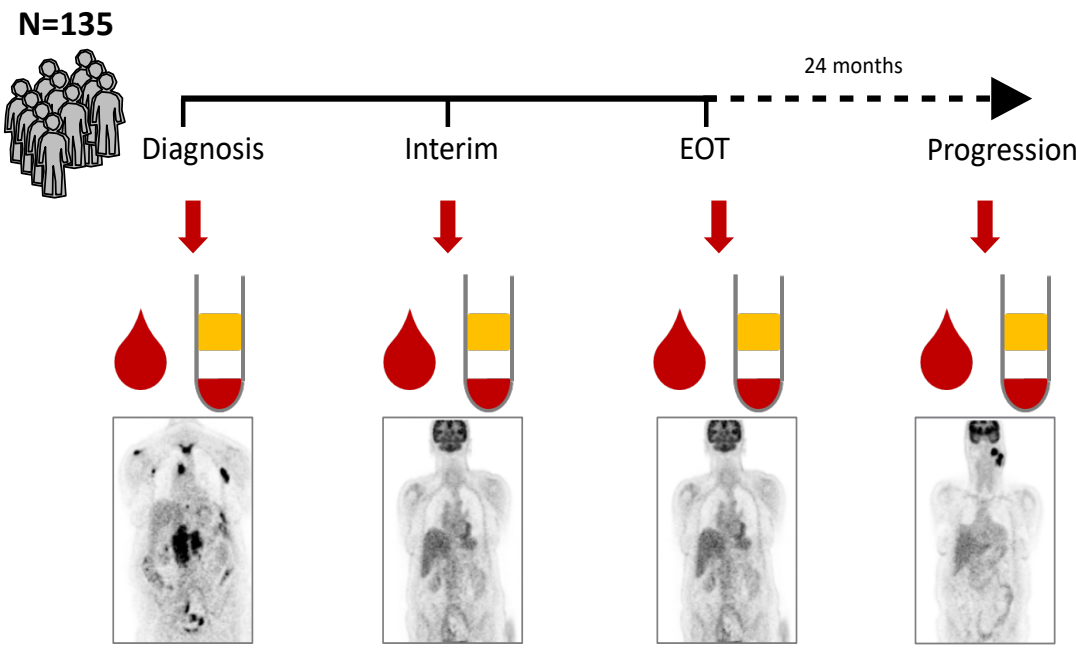 N=135
24 months
Diagnosis
Interim
EOT
Progression